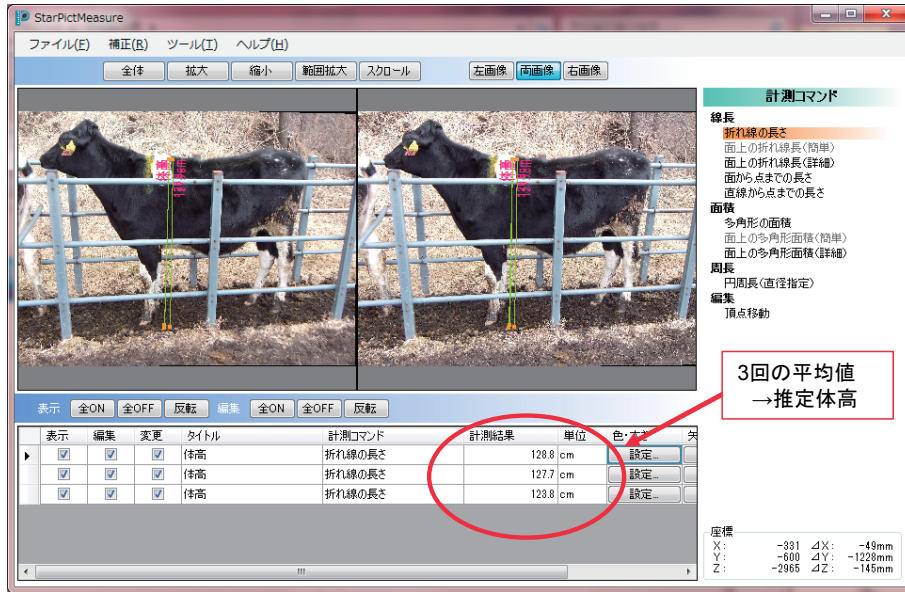 StarPictMeasure
ファイル(F) 補正(R) ツール(T) ヘルプ(H)
全体 拡大 縮小 範囲拡大 スクロール 左画像 両画像 右画像
計測コマンド
線長
折れ線の長さ
面上の折れ線長(簡単)
面上の折れ線長(詳細)
面から点までの長さ
直線から点までの長さ
面積
多角形の面積
面上の多角形面積(簡単)
面上の多角形面積(詳細)
周長
円周長(直径指定)
編集
頂点移動
体高
体高
3回の平均値
→推定体高
表示 全ON 全OFF 反転 編集 全ON 全OFF 反転
表示 編集 変更 タイトル 計測コマンド 計測結果 単位 色・太さ 矢
体高 折れ線の長さ 128.8 cm 設定...
体高 折れ線の長さ 127.7 cm 設定...
体高 折れ線の長さ 123.8 cm 設定...
座標
X: -331 ⊿X: -49mm
Y: -600 ⊿Y: -1228mm
Z: -2965 ⊿Z: -145mm